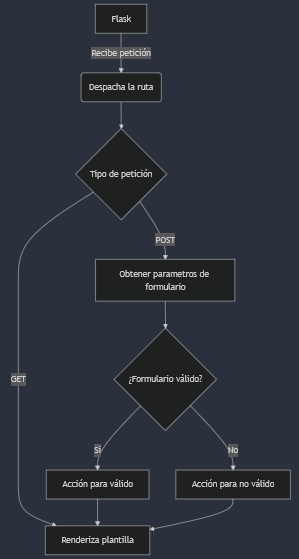 Flask
Recibe petición
Despacha la ruta
Tipo de petición
POST
Obtener parametros de
formulario
GET
¿Formulario válido?
Si
No
Acción para válido
Acción para no válido
Renderiza plantilla